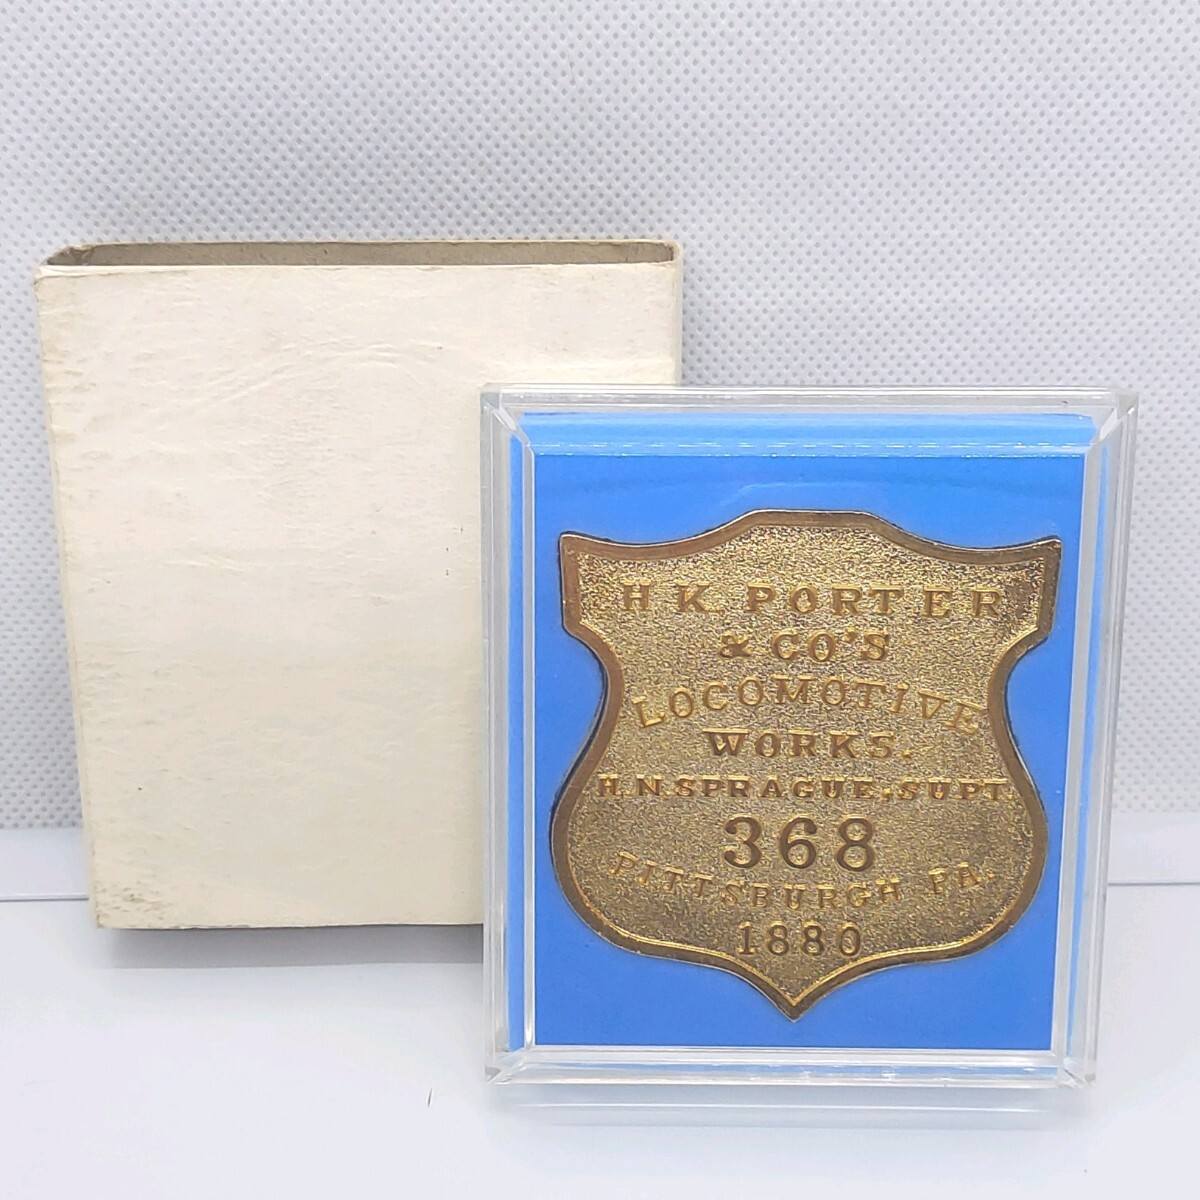 H.K. PORTER
& CO'S
LOCOMOTIVE
WORKS.
H.N.SPRAGUE,SUPT.
368
PITTSBURGH PA.
1880